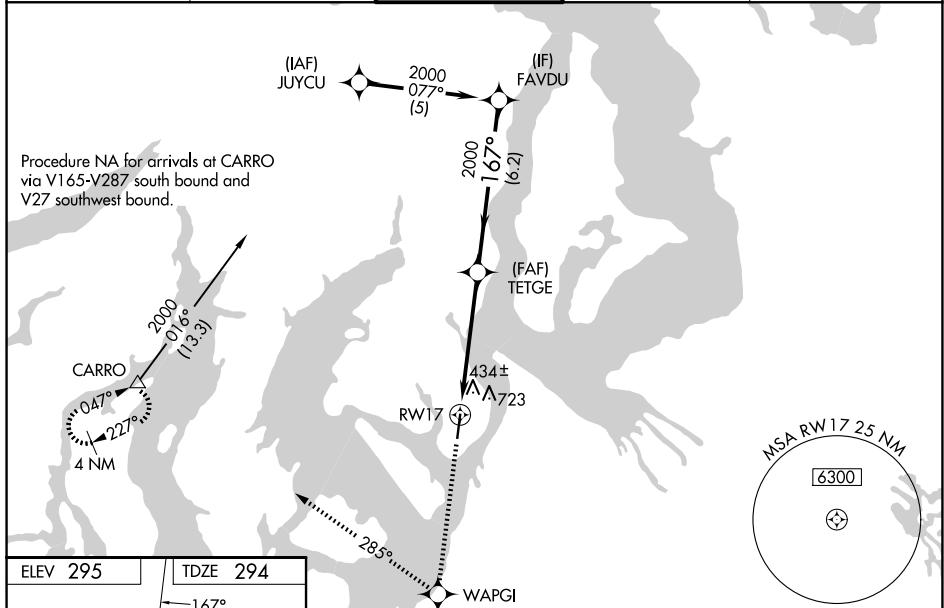 (IAF)
JUYCU
2000
077°
(5)
(IF)
FAVDU
Procedure NA for arrivals at CARRO
via V165-V287 south bound and
V27 southwest bound.
2000
167°
(6.2)
(FAF)
TETGE
2000
016°
(13.3)
CARRO
047°
227°
4 NM
434±
723
RW17
MSA RW17 25 NM
6300
285°
WAPGI
ELEV 295
TDZE 294
167°